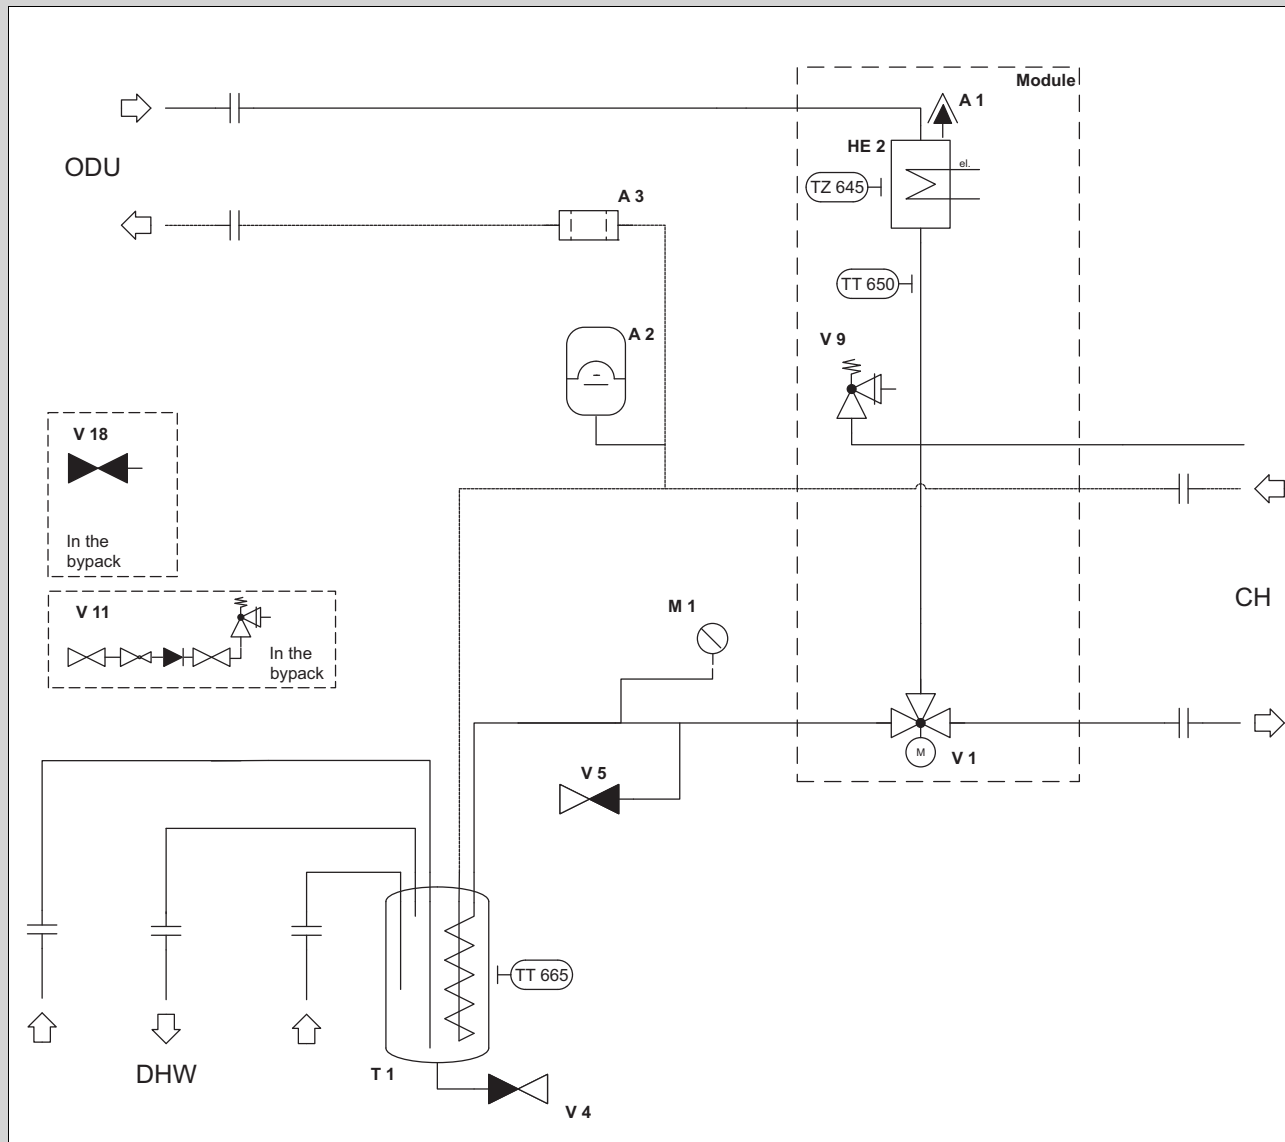 Module
A 1
HE 2
el.
ODU
TZ 645
A 3
TT 650
A 2
V 9
V 18
In the
bypack
V 11
In the
bypack
M 1
CH
V 1
M
V 5
TT 665
DHW
T 1
V 4